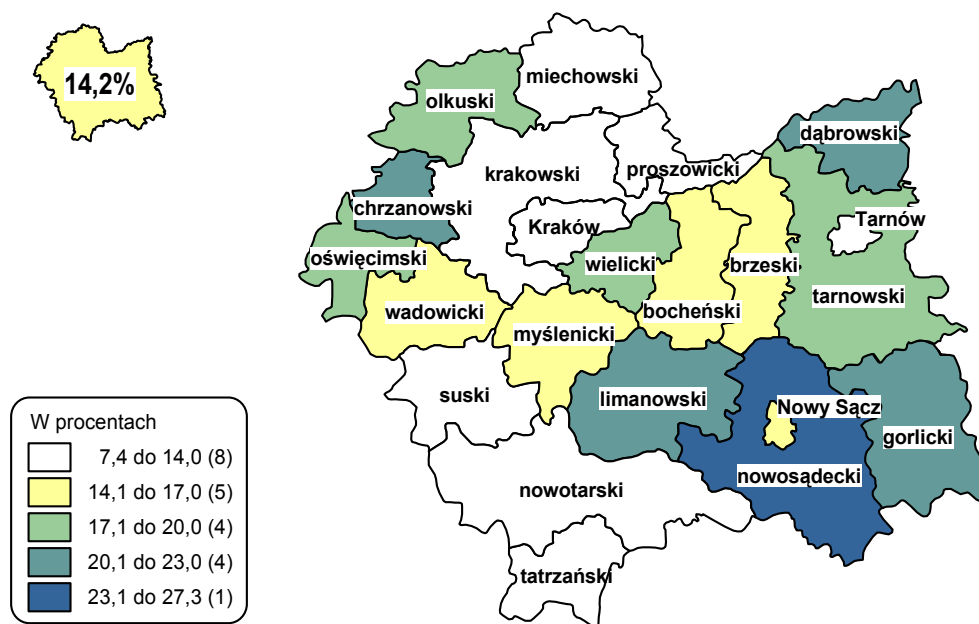 14,2%
miechowski
olkuski
dąbrowski
proszowicki
krakowski
chrzanowski
Kraków
Tarnów
oświęcimski
wielicki
brzeski
tarnowski
wadowicki
bocheński
myślenicki
suski
limanowski
Nowy Sącz
gorlicki
nowosądecki
nowotarski
tatrzański
W procentach
7,4 do 14,0 (8)
14,1 do 17,0 (5)
17,1 do 20,0 (4)
20,1 do 23,0 (4)
23,1 do 27,3 (1)